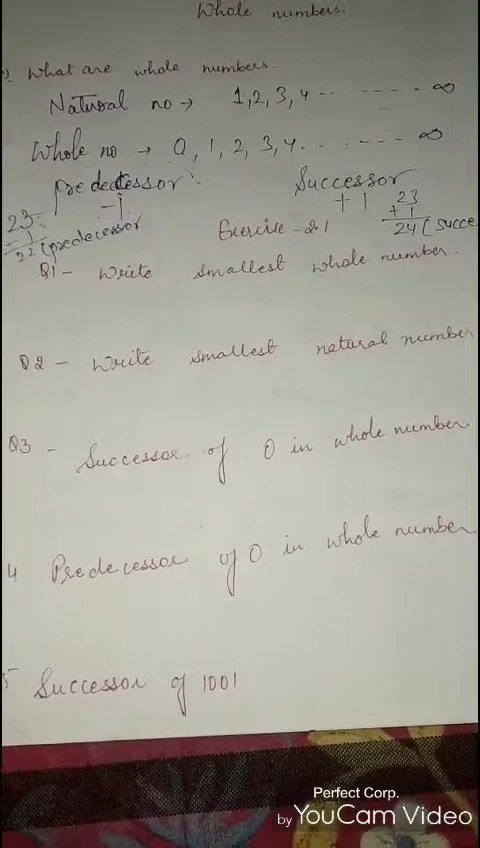 Whole numbers.
What are whole numbers.
Natural no → 1, 2, 3, 4 .. ..... . ∞
Whole no → 0, 1, 2, 3, 4. . . ..... ∞
Predecessor Successor
-1 +1
23 23
- 1 + 1
22 (predecessor 24 (succe
Exercise - 2.1
Q1 - Write smallest whole number.
Q2 - Write smallest natural number
Q3 - Successor of 0 in whole number
4 Predecessor of 0 in whole number
5 Successor of 1001
Perfect Corp.
by YouCam Video